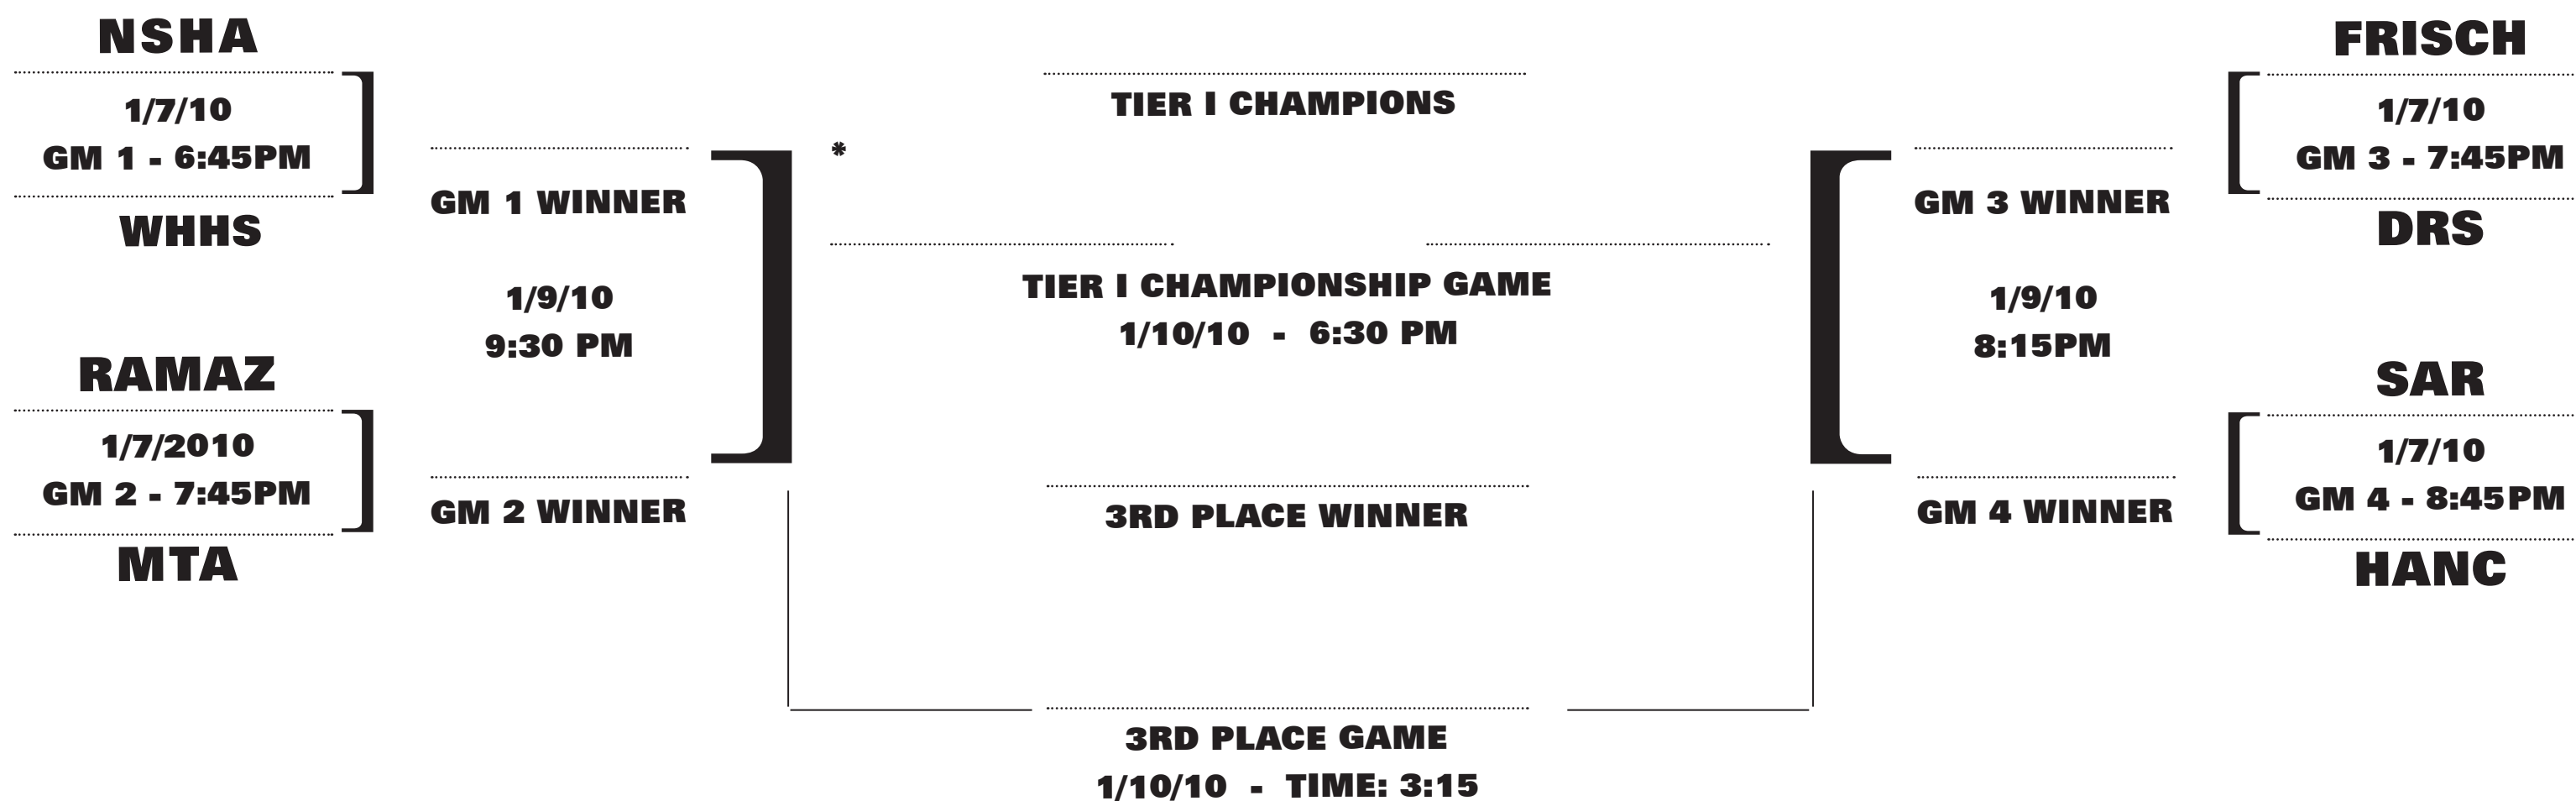 NSHA
1/7/10
GM 1 - 6:45PM
WHHS
RAMAZ
1/7/2010
GM 2 - 7:45PM
MTA
GM 1 WINNER
1/9/10
9:30 PM
GM 2 WINNER
*
TIER I CHAMPIONS
TIER I CHAMPIONSHIP GAME
1/10/10 - 6:30 PM
3RD PLACE WINNER
3RD PLACE GAME
1/10/10 - TIME: 3:15
GM 3 WINNER
1/9/10
8:15PM
GM 4 WINNER
FRISCH
1/7/10
GM 3 - 7:45PM
DRS
SAR
1/7/10
GM 4 - 8:45PM
HANC